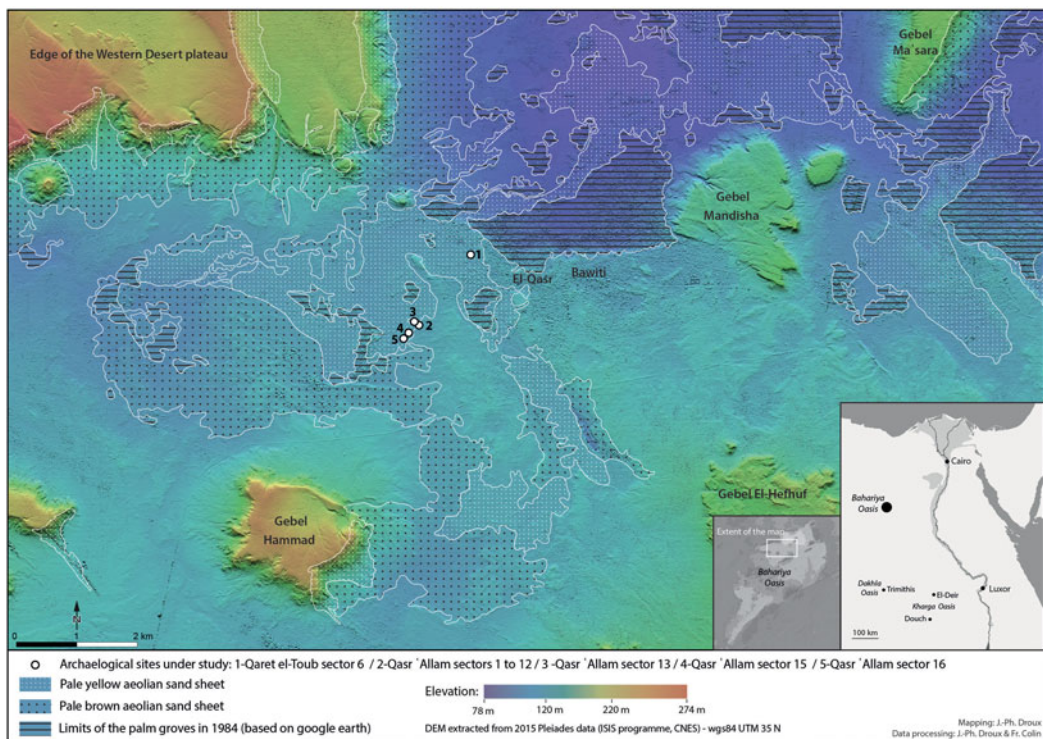 Edge of the Western Desert plateau
Gebel
Ma'sara
Gebel
Mandisha
1
El-Qasr
Bawiti
3
2
4
5
Gebel
Hammad
Gebel El-Hefhuf
Extent of the map
Bahariya
Oasis
Cairo
Bahariya
Oasis
Dakhla
Oasis
Trimithis
El-Deir
Kharga Oasis
Douch
Luxor
100 km
N
0 1 2 km
Archaelogical sites under study: 1-Qaret el-Toub sector 6 / 2-Qasr ʿAllam sectors 1 to 12 / 3 -Qasr ʿAllam sector 13 / 4-Qasr ʿAllam sector 15 / 5-Qasr ʿAllam sector 16
Pale yellow aeolian sand sheet
Pale brown aeolian sand sheet
Limits of the palm groves in 1984 (based on google earth)
Elevation:
78 m 120 m 220 m 274 m
DEM extracted from 2015 Pleiades data (ISIS programme, CNES) - wgs84 UTM 35 N
Mapping: J.-Ph. Droux
Data processing: J.-Ph. Droux & Fr. Colin